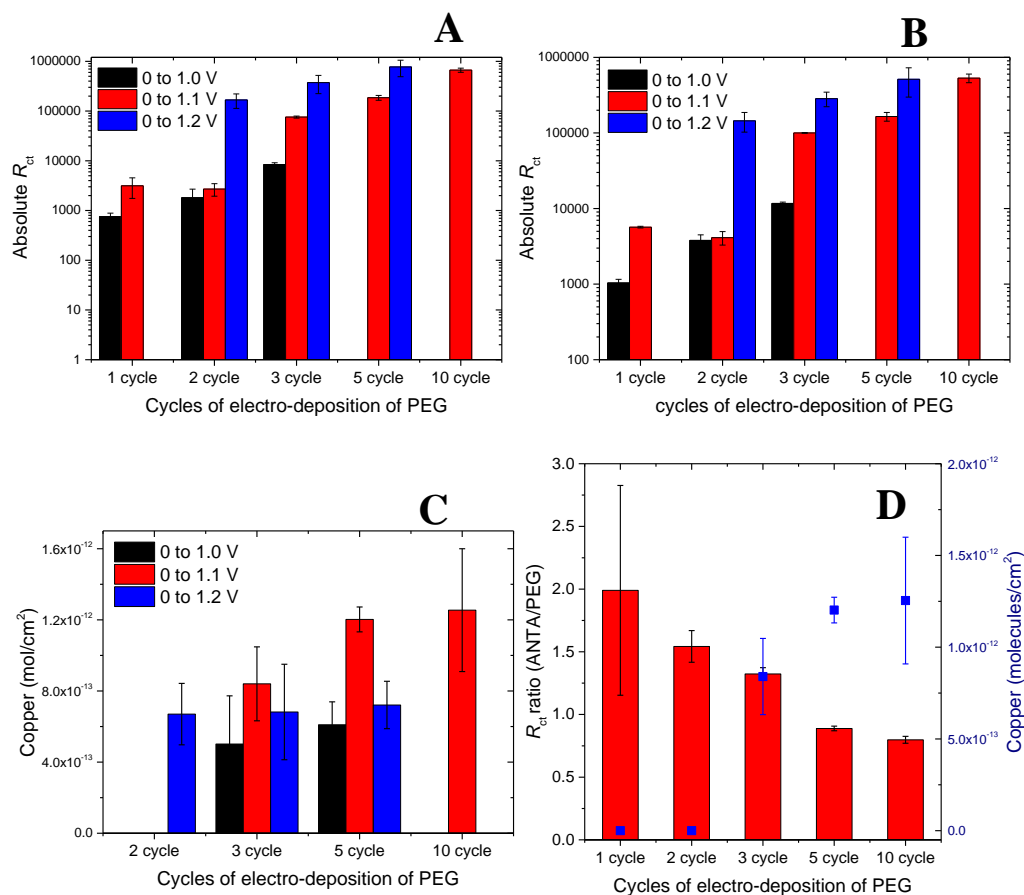 A
1000000
100000
10000
1000
100
10
1
Absolute Rct
0 to 1.0 V
0 to 1.1 V
0 to 1.2 V
1 cycle 2 cycle 3 cycle 5 cycle 10 cycle
Cycles of electro-deposition of PEG
B
1000000
100000
10000
1000
100
Absolute Rct
0 to 1.0 V
0 to 1.1 V
0 to 1.2 V
1 cycle 2 cycle 3 cycle 5 cycle 10 cycle
cycles of electro-deposition of PEG
C
1.6x10-12
1.2x10-12
8.0x10-13
4.0x10-13
0.0
Copper (mol/cm2)
0 to 1.0 V
0 to 1.1 V
0 to 1.2 V
2 cycle 3 cycle 5 cycle 10 cycle
Cycles of electro-deposition of PEG
D
3.0
2.5
2.0
1.5
1.0
0.5
0.0
Rct ratio (ANTA/PEG)
2.0x10-12
1.5x10-12
1.0x10-12
5.0x10-13
0.0
Copper (molecules/cm2)
1 cycle 2 cycle 3 cycle 5 cycle 10 cycle
Cycles of electro-deposition of PEG